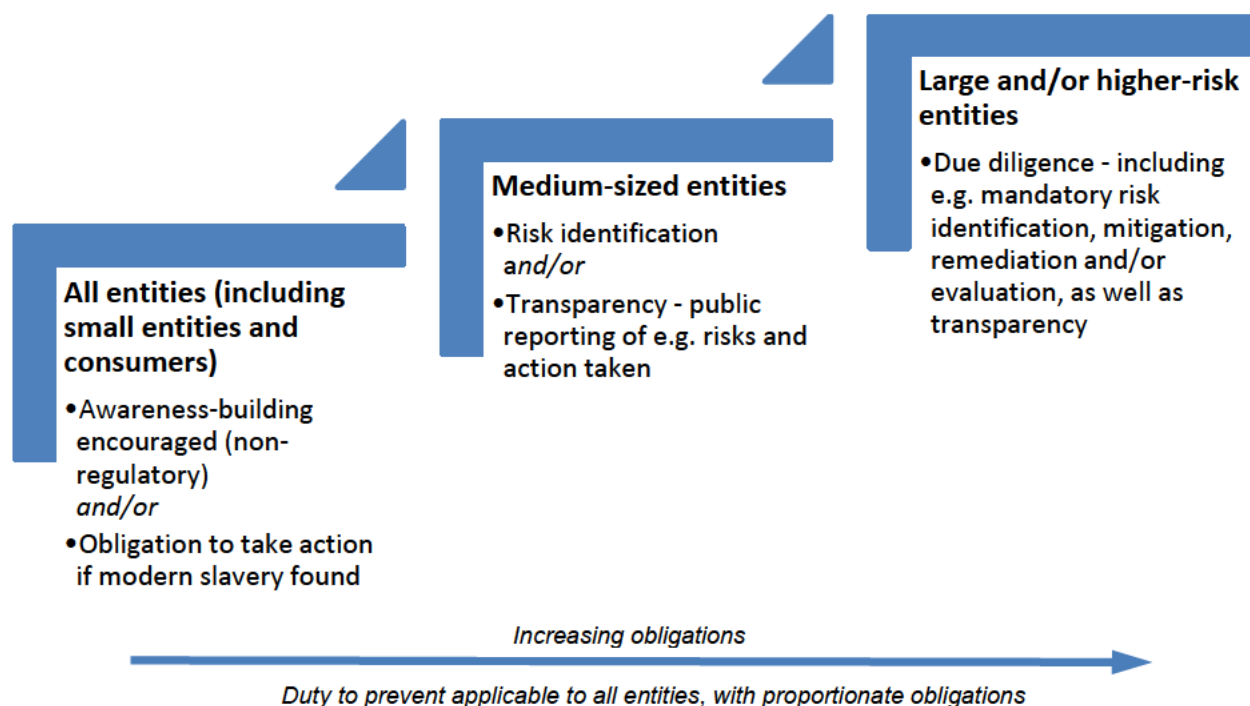 All entities (including
small entities and
consumers)
•Awareness-building
encouraged (non-
regulatory)
and/or
•Obligation to take action
if modern slavery found
Medium-sized entities
•Risk identification
and/or
•Transparency - public
reporting of e.g. risks and
action taken
Large and/or higher-risk
entities
•Due diligence - including
e.g. mandatory risk
identification, mitigation,
remediation and/or
evaluation, as well as
transparency
Increasing obligations
Duty to prevent applicable to all entities, with proportionate obligations